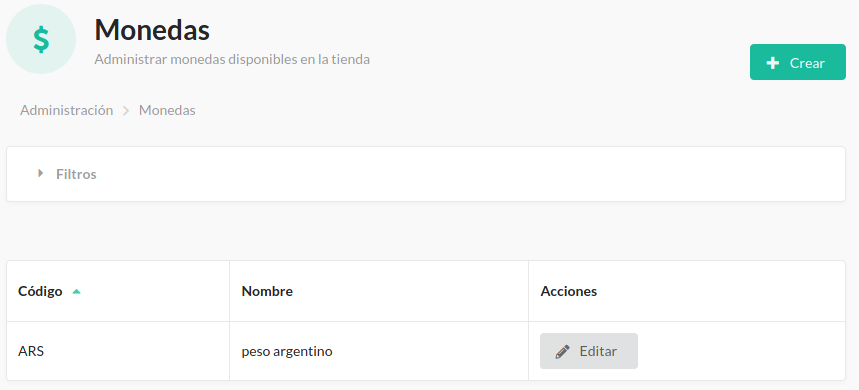 $
Monedas
Administrar monedas disponibles en la tienda
Crear
Administración Monedas
Filtros
Código Nombre Acciones
ARS peso argentino Editar